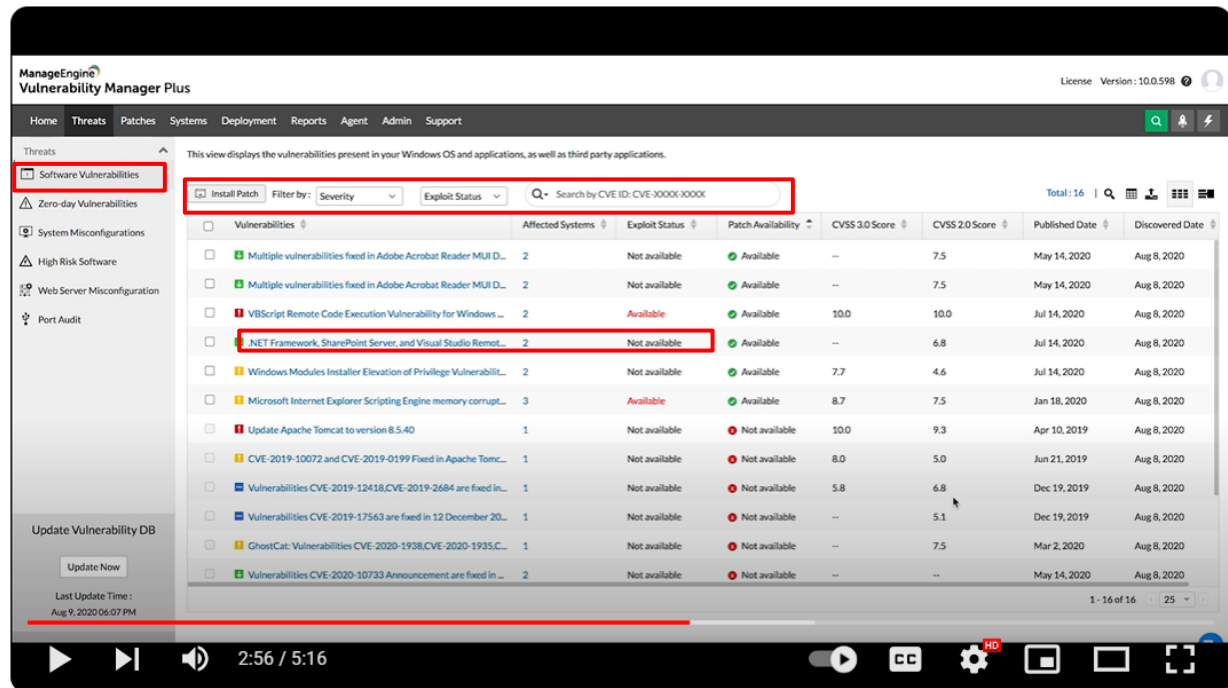 ManageEngine
Vulnerability Manager Plus
License Version : 10.0.598
Home Threats Patches Systems Deployment Reports Agent Admin Support
Threats
Software Vulnerabilities
Zero-day Vulnerabilities
System Misconfigurations
High Risk Software
Web Server Misconfiguration
Port Audit
This view displays the vulnerabilities present in your Windows OS and applications, as well as third party applications.
Install Patch Filter by : Severity Exploit Status Search by CVE ID: CVE-XXXX-XXXX Total : 16
Vulnerabilities Affected Systems Exploit Status Patch Availability CVSS 3.0 Score CVSS 2.0 Score Published Date Discovered Date
Multiple vulnerabilities fixed in Adobe Acrobat Reader MUI D... 2 Not available Available -- 7.5 May 14, 2020 Aug 8, 2020
Multiple vulnerabilities fixed in Adobe Acrobat Reader MUI D... 2 Not available Available -- 7.5 May 14, 2020 Aug 8, 2020
VBScript Remote Code Execution Vulnerability for Windows ... 2 Available Available 10.0 10.0 Jul 14, 2020 Aug 8, 2020
.NET Framework, SharePoint Server, and Visual Studio Remot... 2 Not available Available -- 6.8 Jul 14, 2020 Aug 8, 2020
Windows Modules Installer Elevation of Privilege Vulnerabilit... 2 Not available Available 7.7 4.6 Jul 14, 2020 Aug 8, 2020
Microsoft Internet Explorer Scripting Engine memory corrupt... 3 Available Available 8.7 7.5 Jan 18, 2020 Aug 8, 2020
Update Apache Tomcat to version 8.5.40 1 Not available Not available 10.0 9.3 Apr 10, 2019 Aug 8, 2020
CVE-2019-10072 and CVE-2019-0199 Fixed in Apache Tomc... 1 Not available Not available 8.0 5.0 Jun 21, 2019 Aug 8, 2020
Vulnerabilities CVE-2019-12418,CVE-2019-2684 are fixed in... 1 Not available Not available 5.8 6.8 Dec 19, 2019 Aug 8, 2020
Vulnerabilities CVE-2019-17563 are fixed in 12 December 20... 1 Not available Not available -- 5.1 Dec 19, 2019 Aug 8, 2020
GhostCat: Vulnerabilities CVE-2020-1938,CVE-2020-1935,C... 1 Not available Not available -- 7.5 Mar 2, 2020 Aug 8, 2020
Vulnerabilities CVE-2020-10733 Announcement are fixed in ... 2 Not available Not available -- -- May 14, 2020 Aug 8, 2020
1 - 16 of 16 25
Update Vulnerability DB
Update Now
Last Update Time :
Aug 9, 2020 06:07 PM
2:56 / 5:16 CC HD